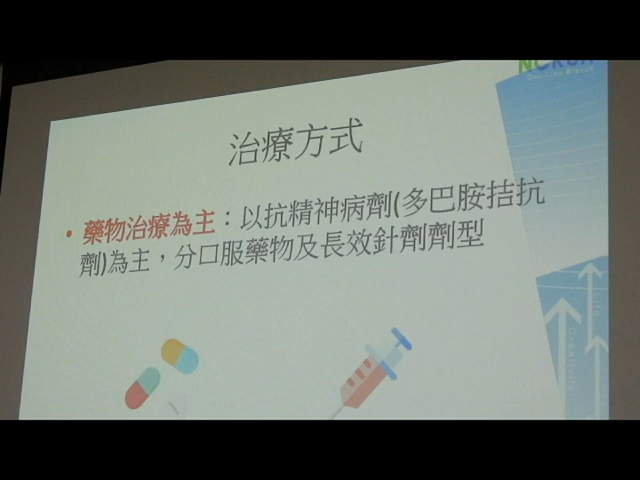 治療方式
• 藥物治療為主：以抗精神病劑(多巴胺拮抗
劑)為主，分口服藥物及長效針劑劑型